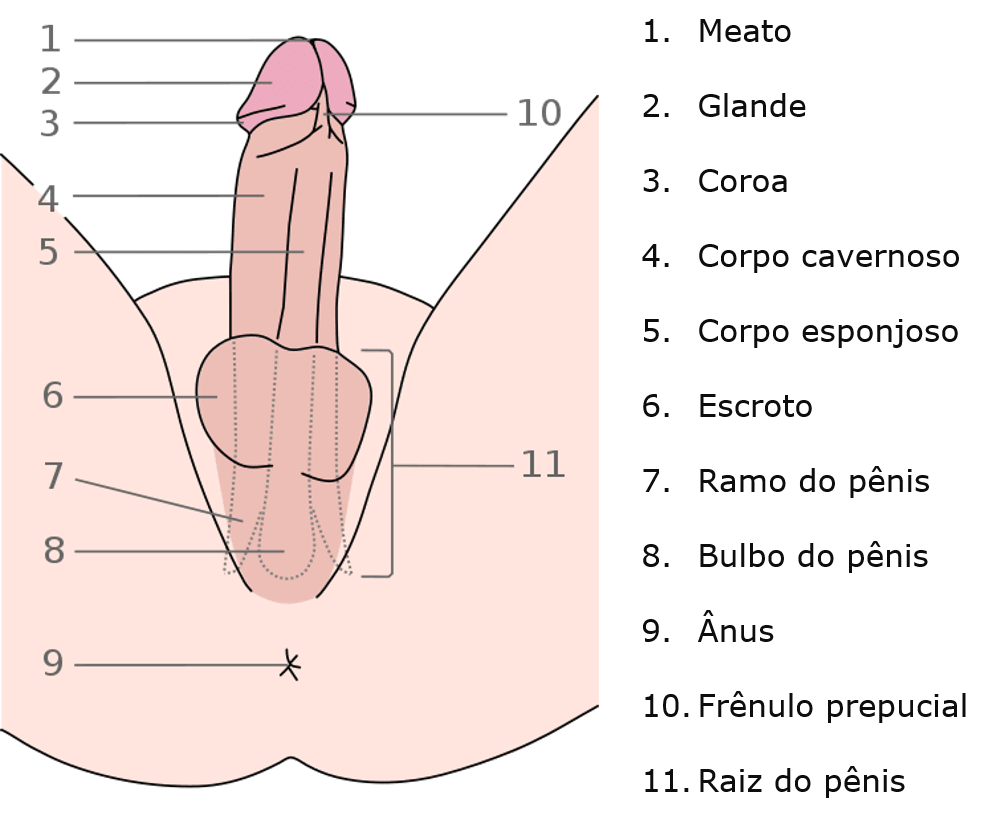 1
2
3
10
4
5
6
11
7
8
9
1. Meato
2. Glande
3. Coroa
4. Corpo cavernoso
5. Corpo esponjoso
6. Escroto
7. Ramo do pênis
8. Bulbo do pênis
9. Ânus
10. Frênulo prepucial
11. Raiz do pênis